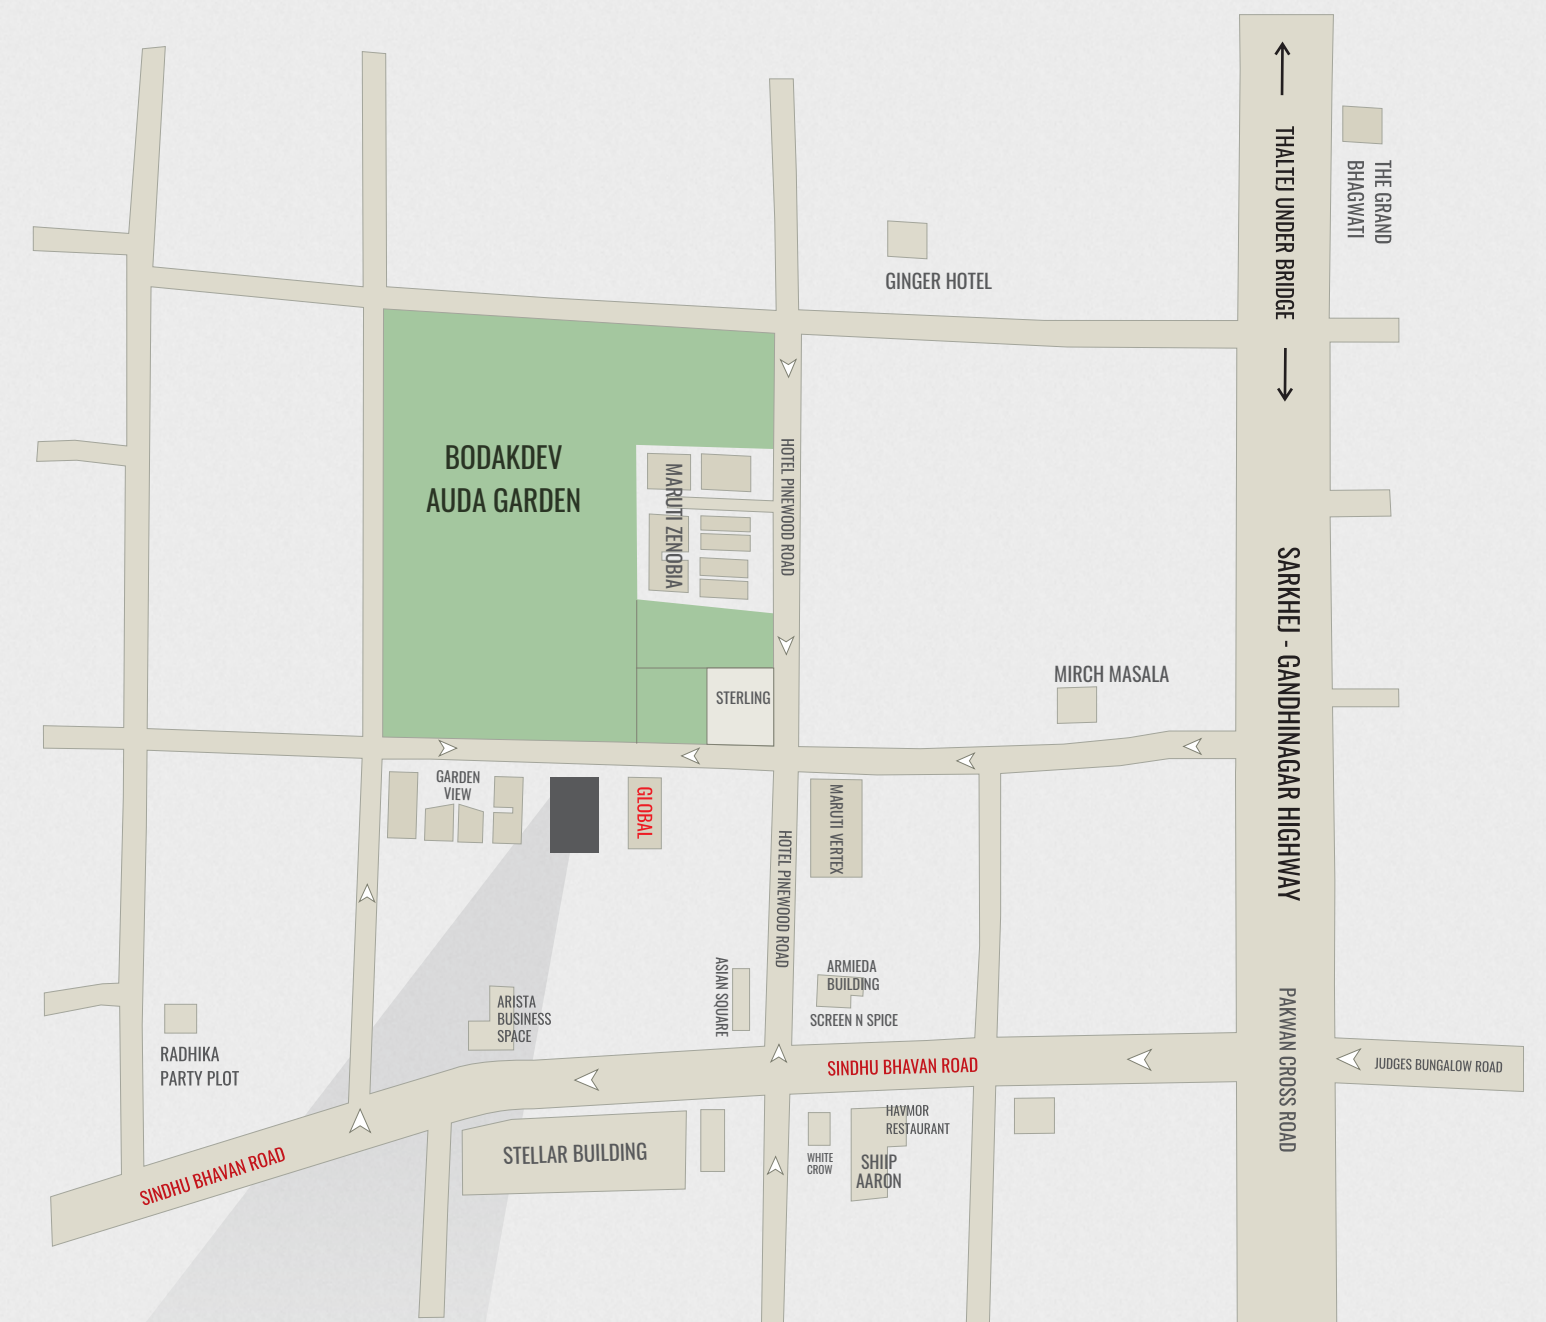 THALTEJ UNDER BRIDGE
THE GRAND
BHAGWATI
GINGER HOTEL
BODAKDEV
AUDA GARDEN
MARUTI ZENOBIA
HOTEL PINEWOOD ROAD
SARKHEJ - GANDHINAGAR HIGHWAY
STERLING
MIRCH MASALA
GARDEN
VIEW
GLOBAL
MARUTI VERTEX
HOTEL PINEWOOD ROAD
ASIAN SQUARE
ARMIEDA
BUILDING
SCREEN N SPICE
ARISTA
BUSINESS
SPACE
RADHIKA
PARTY PLOT
SINDHU BHAVAN ROAD
PAKWAN CROSS ROAD
JUDGES BUNGALOW ROAD
SINDHU BHAVAN ROAD
STELLAR BUILDING
WHITE
CROW
HAVMOR
RESTAURANT
SHIIP
AARON